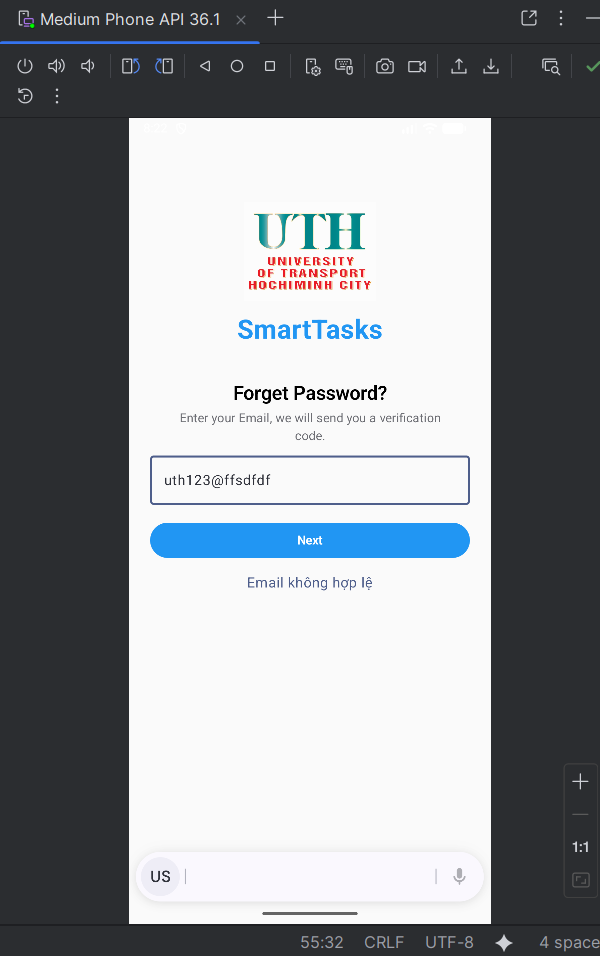 Medium Phone API 36.1
UTH
UNIVERSITY
OF TRANSPORT
HOCHIMINH CITY
SmartTasks
Forget Password?
Enter your Email, we will send you a verification
code.
uth123@ffsdfdf
Next
Email không hợp lệ
1:1
US
55:32 CRLF UTF-8 4 space